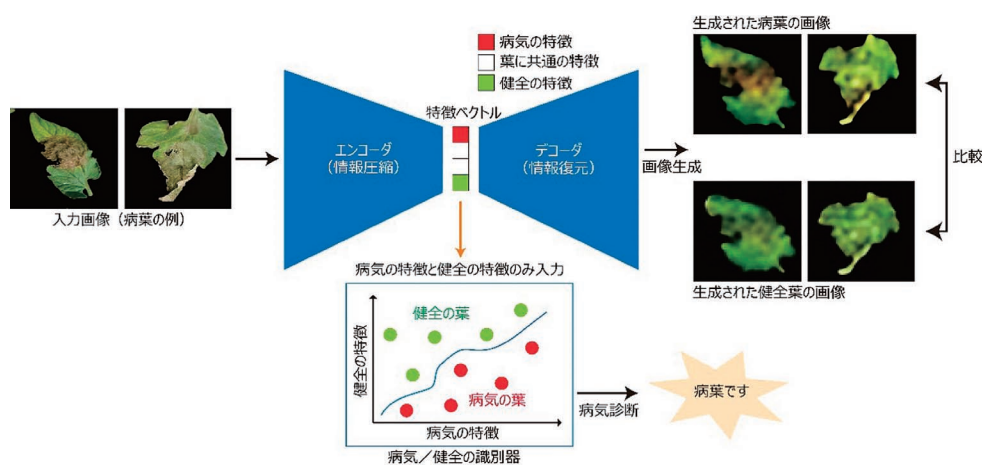 病気の特徴
葉に共通の特徴
健全の特徴
特徴ベクトル
エンコーダ
(情報圧縮)
デコーダ
(情報復元)
入力画像(病葉の例)
画像生成
生成された病葉の画像
生成された健全葉の画像
比較
病気の特徴と健全の特徴のみ入力
健全の葉
病気の葉
健全の特徴
病気の特徴
病気/健全の識別器
病気診断
病葉です